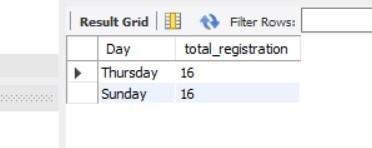 Result Grid Filter Rows:
Day total_registration
Thursday 16
Sunday 16